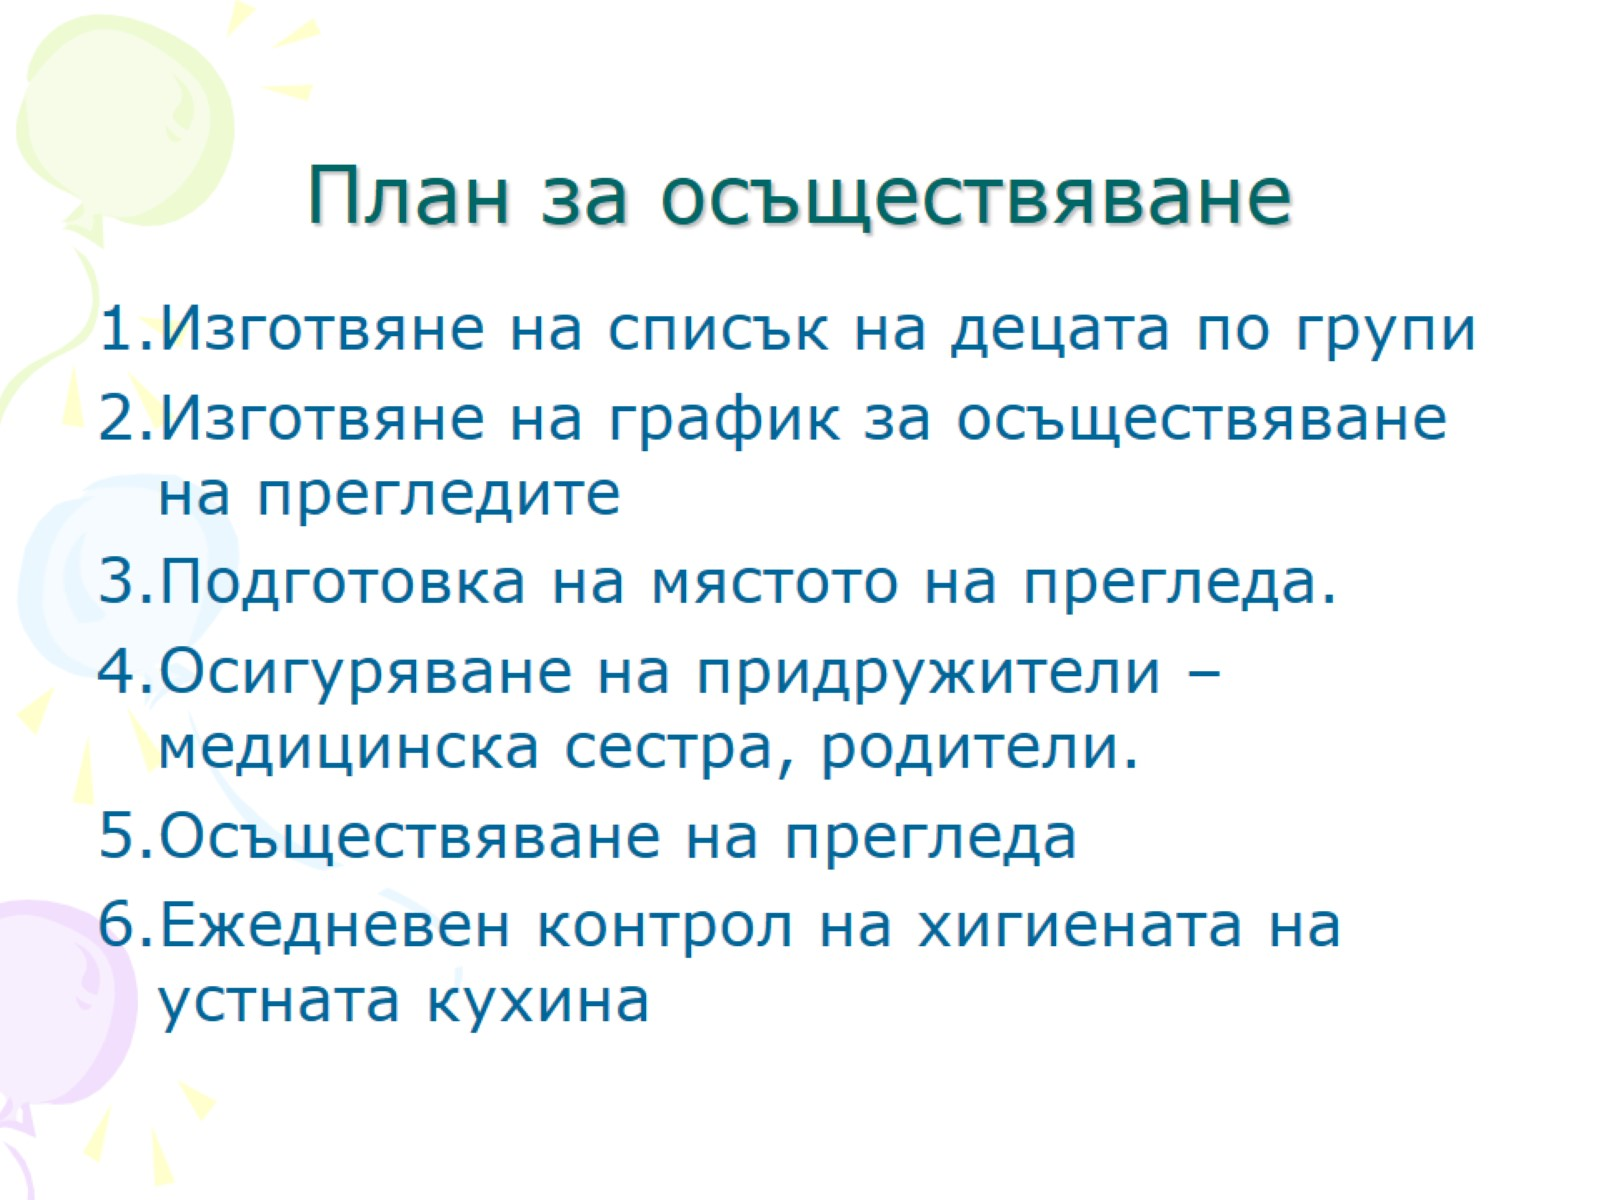 План за осъществяване
1.Изготвяне на списък на децата по групи
2.Изготвяне на график за осъществяване
на прегледите
3.Подготовка на мястото на прегледа.
4.Осигуряване на придружители –
медицинска сестра, родители.
5.Осъществяване на прегледа
6.Ежедневен контрол на хигиената на
устната кухина